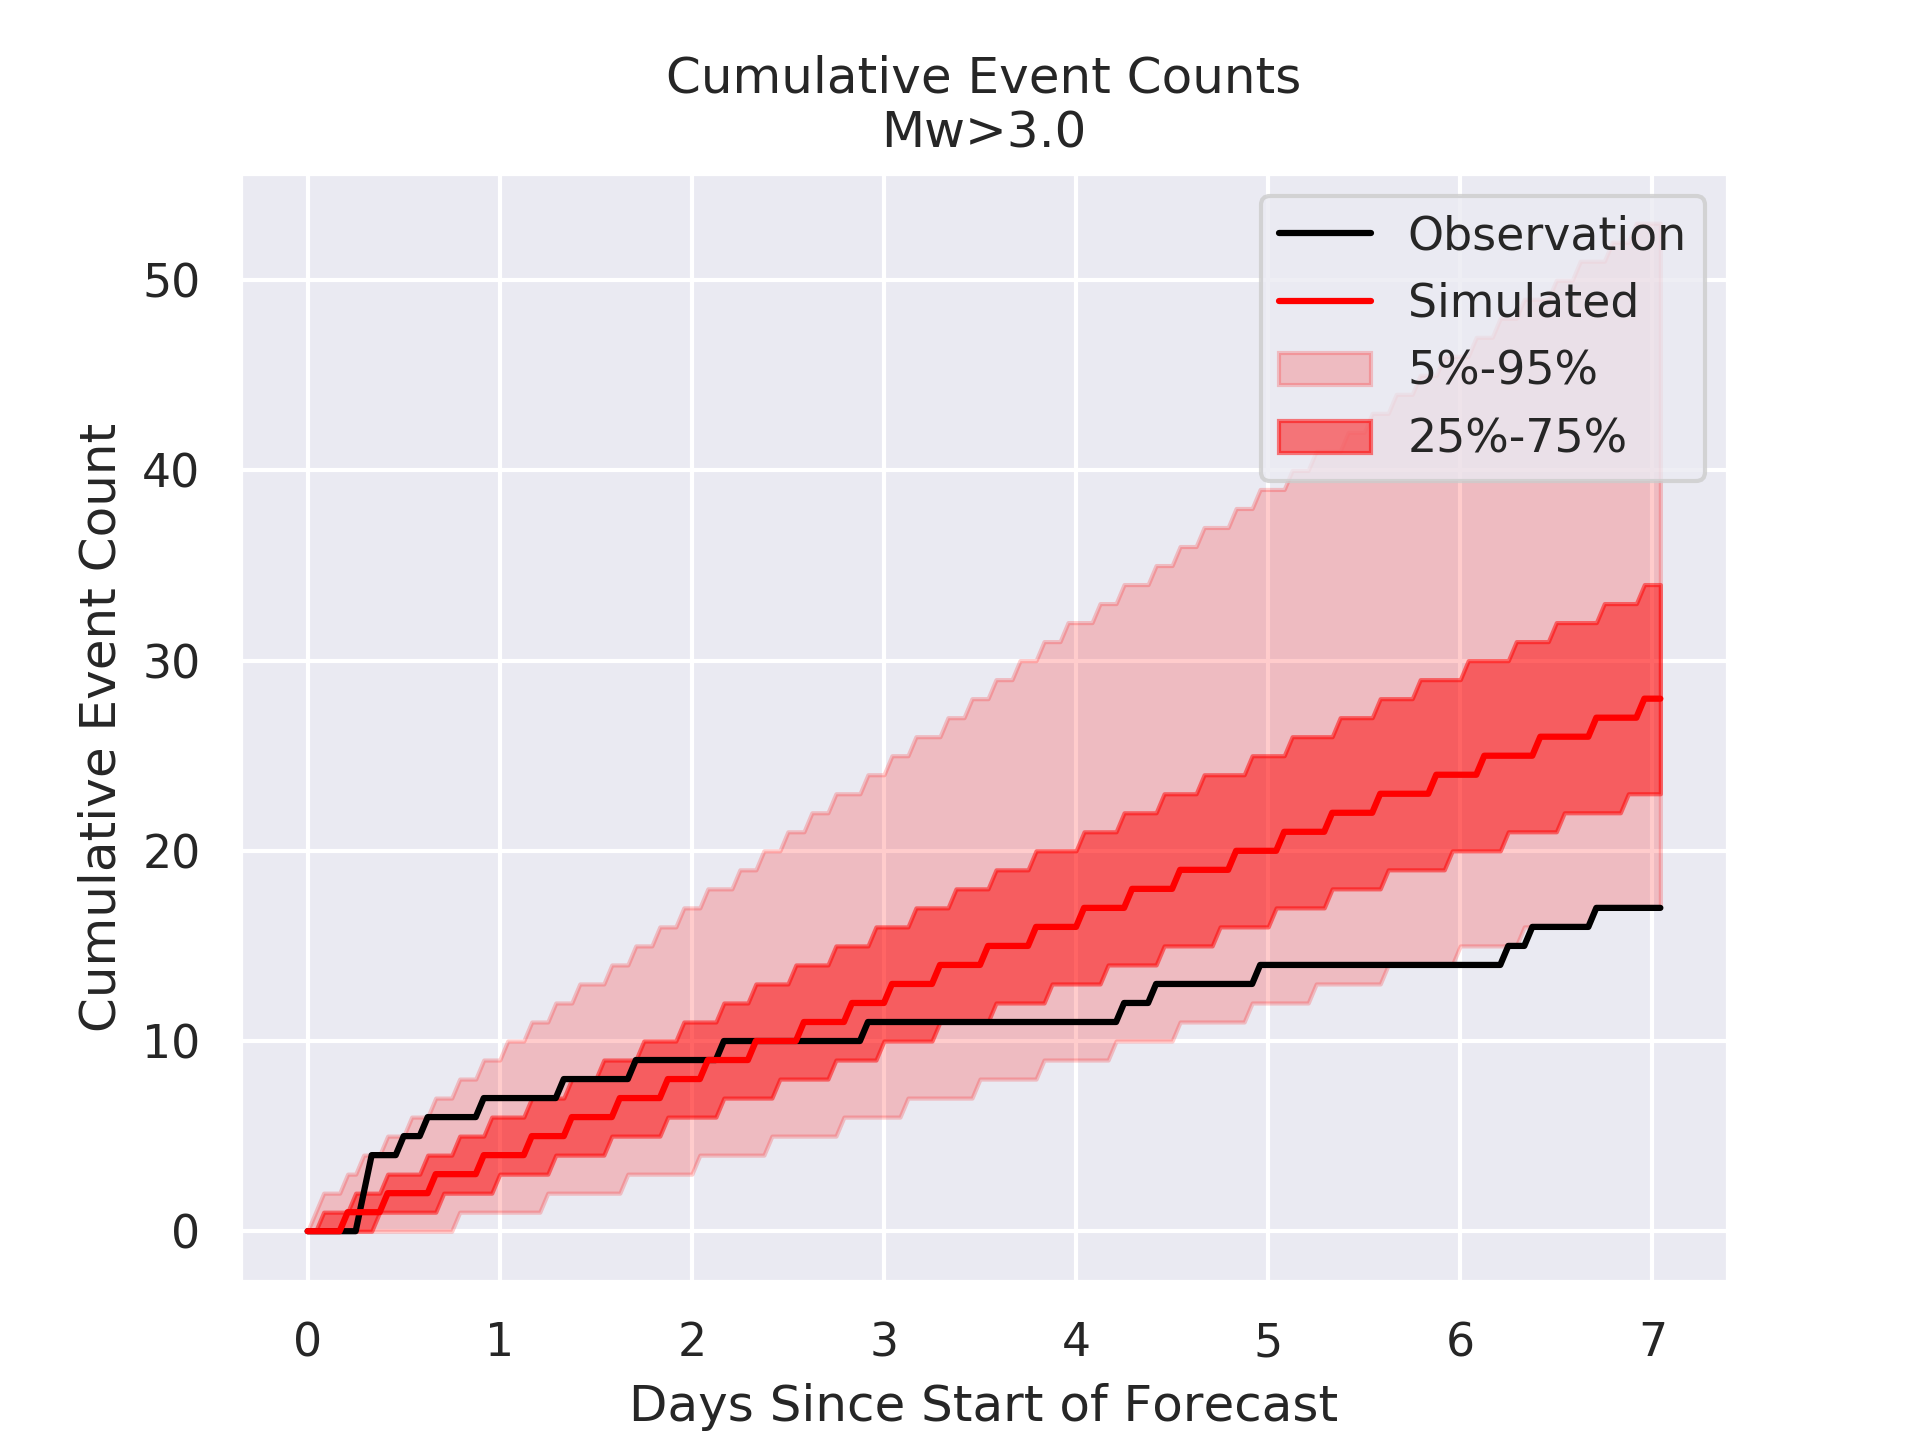 Cumulative Event Counts
Mw>3.0
Observation
Simulated
5%-95%
25%-75%
Cumulative Event Count
50
40
30
20
10
0
0 1 2 3 4 5 6 7
Days Since Start of Forecast